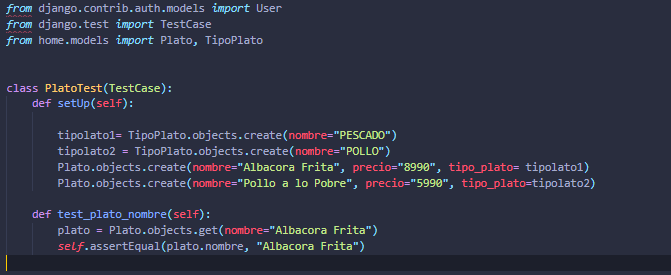 from django.contrib.auth.models import User
from django.test import TestCase
from home.models import Plato, TipoPlato
class PlatoTest(TestCase):
def setUp(self):
tipolato1= TipoPlato.objects.create(nombre="PESCADO")
tipolato2 = TipoPlato.objects.create(nombre="POLLO")
Plato.objects.create(nombre="Albacora Frita", precio="8990", tipo_plato= tipolato1)
Plato.objects.create(nombre="Pollo a lo Pobre", precio="5990", tipo_plato=tipolato2)
def test_plato_nombre(self):
plato = Plato.objects.get(nombre="Albacora Frita")
self.assertEqual(plato.nombre, "Albacora Frita")